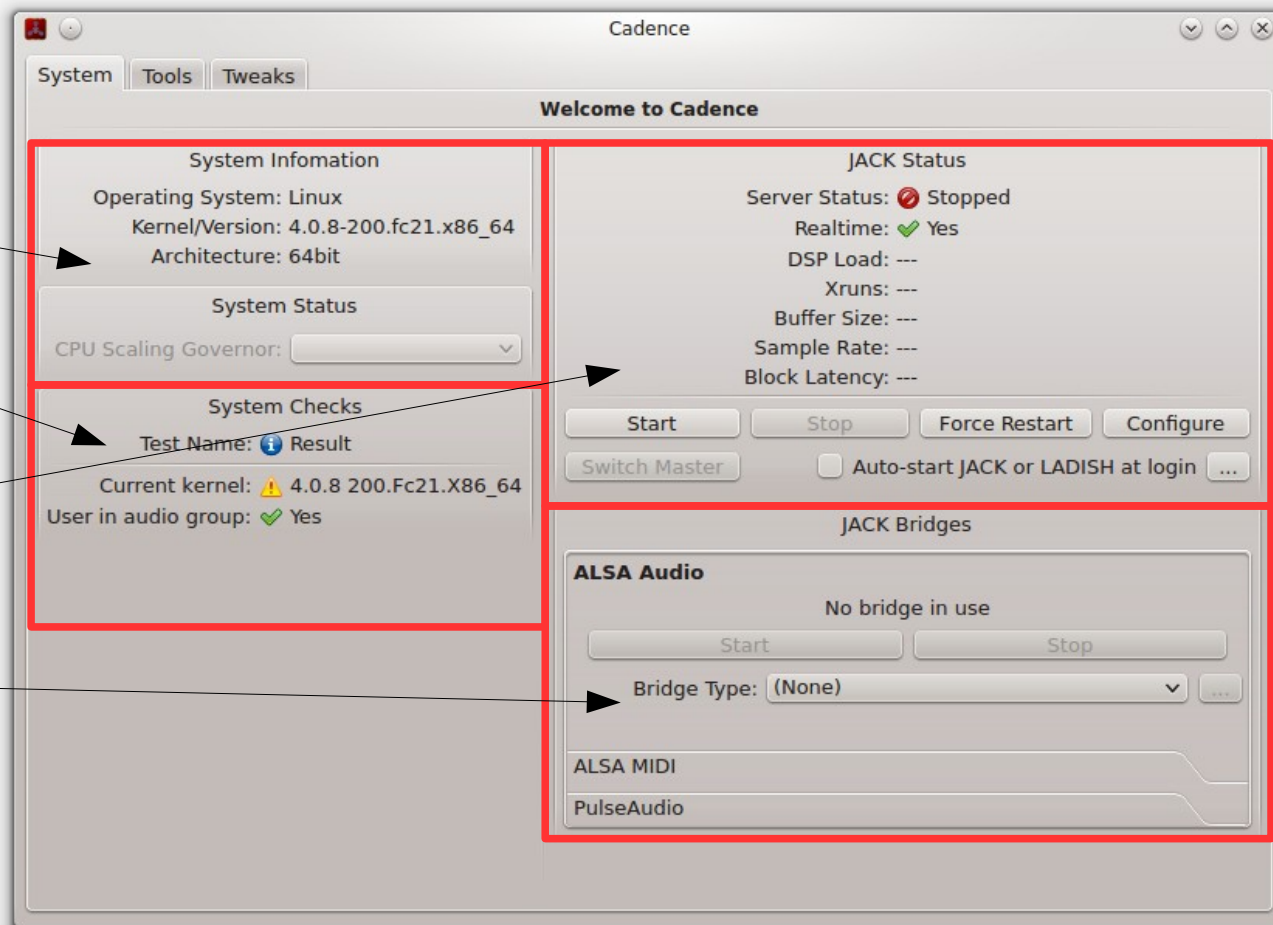 Cadence
System Tools Tweaks
Welcome to Cadence
System Infomation
Operating System: Linux
Kernel/Version: 4.0.8-200.fc21.x86_64
Architecture: 64bit
System Status
CPU Scaling Governor:
System Checks
Test Name: Result
Current kernel: 4.0.8 200.Fc21.X86_64
User in audio group: Yes
JACK Status
Server Status: Stopped
Realtime: Yes
DSP Load: ---
Xruns: ---
Buffer Size: ---
Sample Rate: ---
Block Latency: ---
Start Stop Force Restart Configure
Switch Master Auto-start JACK or LADISH at login ...
JACK Bridges
ALSA Audio
No bridge in use
Start Stop
Bridge Type: (None) ...
ALSA MIDI
PulseAudio